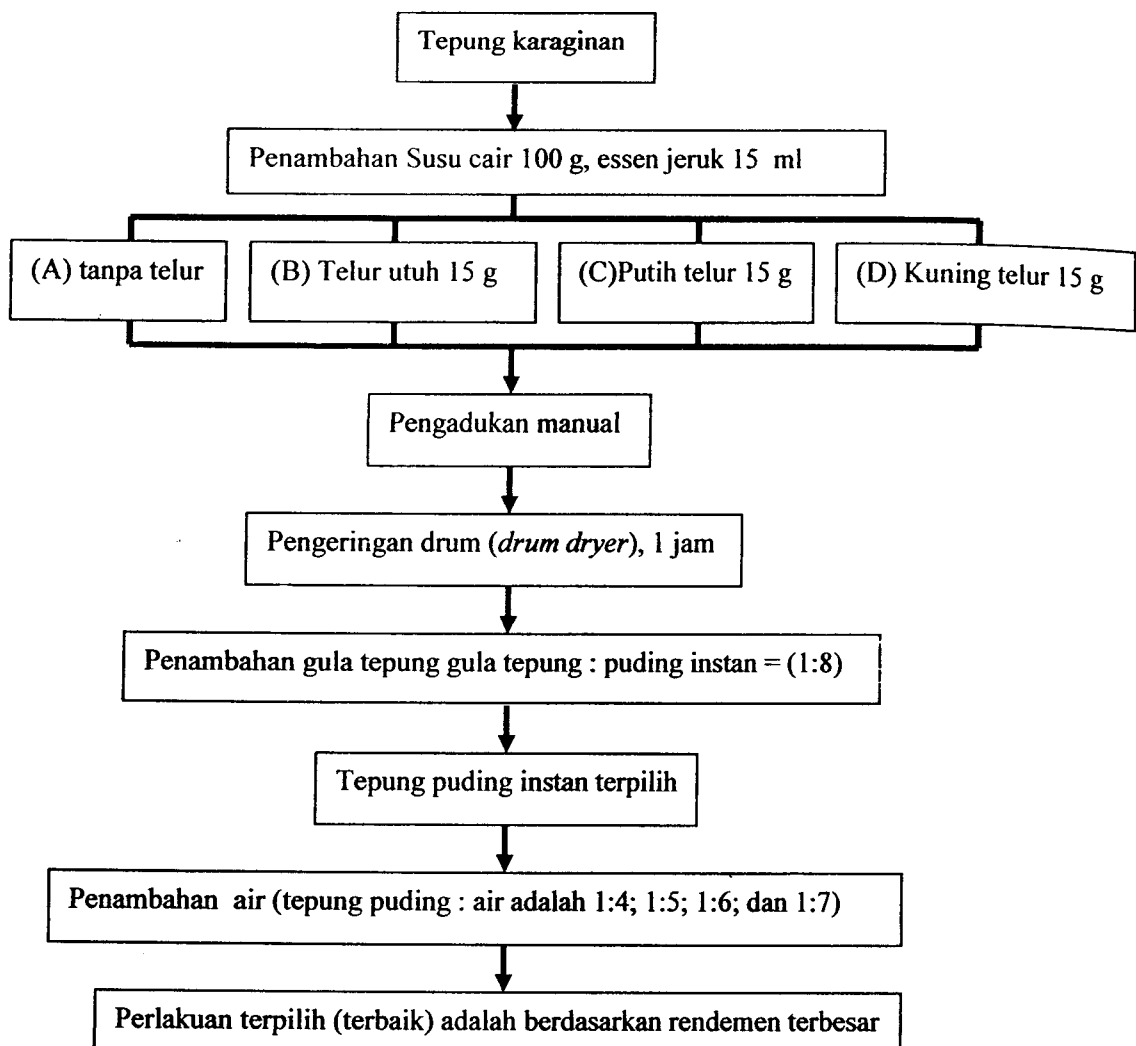 Tepung karaginan
Penambahan Susu cair 100 g, essen jeruk 15 ml
(A) tanpa telur
(B) Telur utuh 15 g
(C)Putih telur 15 g
(D) Kuning telur 15 g
Pengadukan manual
Pengeringan drum (drum dryer), 1 jam
Penambahan gula tepung gula tepung : puding instan = (1:8)
Tepung puding instan terpilih
Penambahan air (tepung puding : air adalah 1:4; 1:5; 1:6; dan 1:7)
Perlakuan terpilih (terbaik) adalah berdasarkan rendemen terbesar